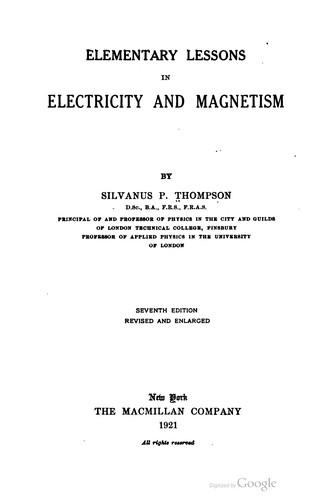 ELEMENTARY LESSONS
IN
ELECTRICITY AND MAGNETISM
BY
SILVANUS P. THOMPSON
D.Sc., B.A., F.R.S., F.R.A.S.
PRINCIPAL OF AND PROFESSOR OF PHYSICS IN THE CITY AND GUILDS
OF LONDON TECHNICAL COLLEGE, FINSBURY
PROFESSOR OF APPLIED PHYSICS IN THE UNIVERSITY
OF LONDON
SEVENTH EDITION
REVISED AND ENLARGED
New York
THE MACMILLAN COMPANY
1921
All rights reserved
Digitized by Google